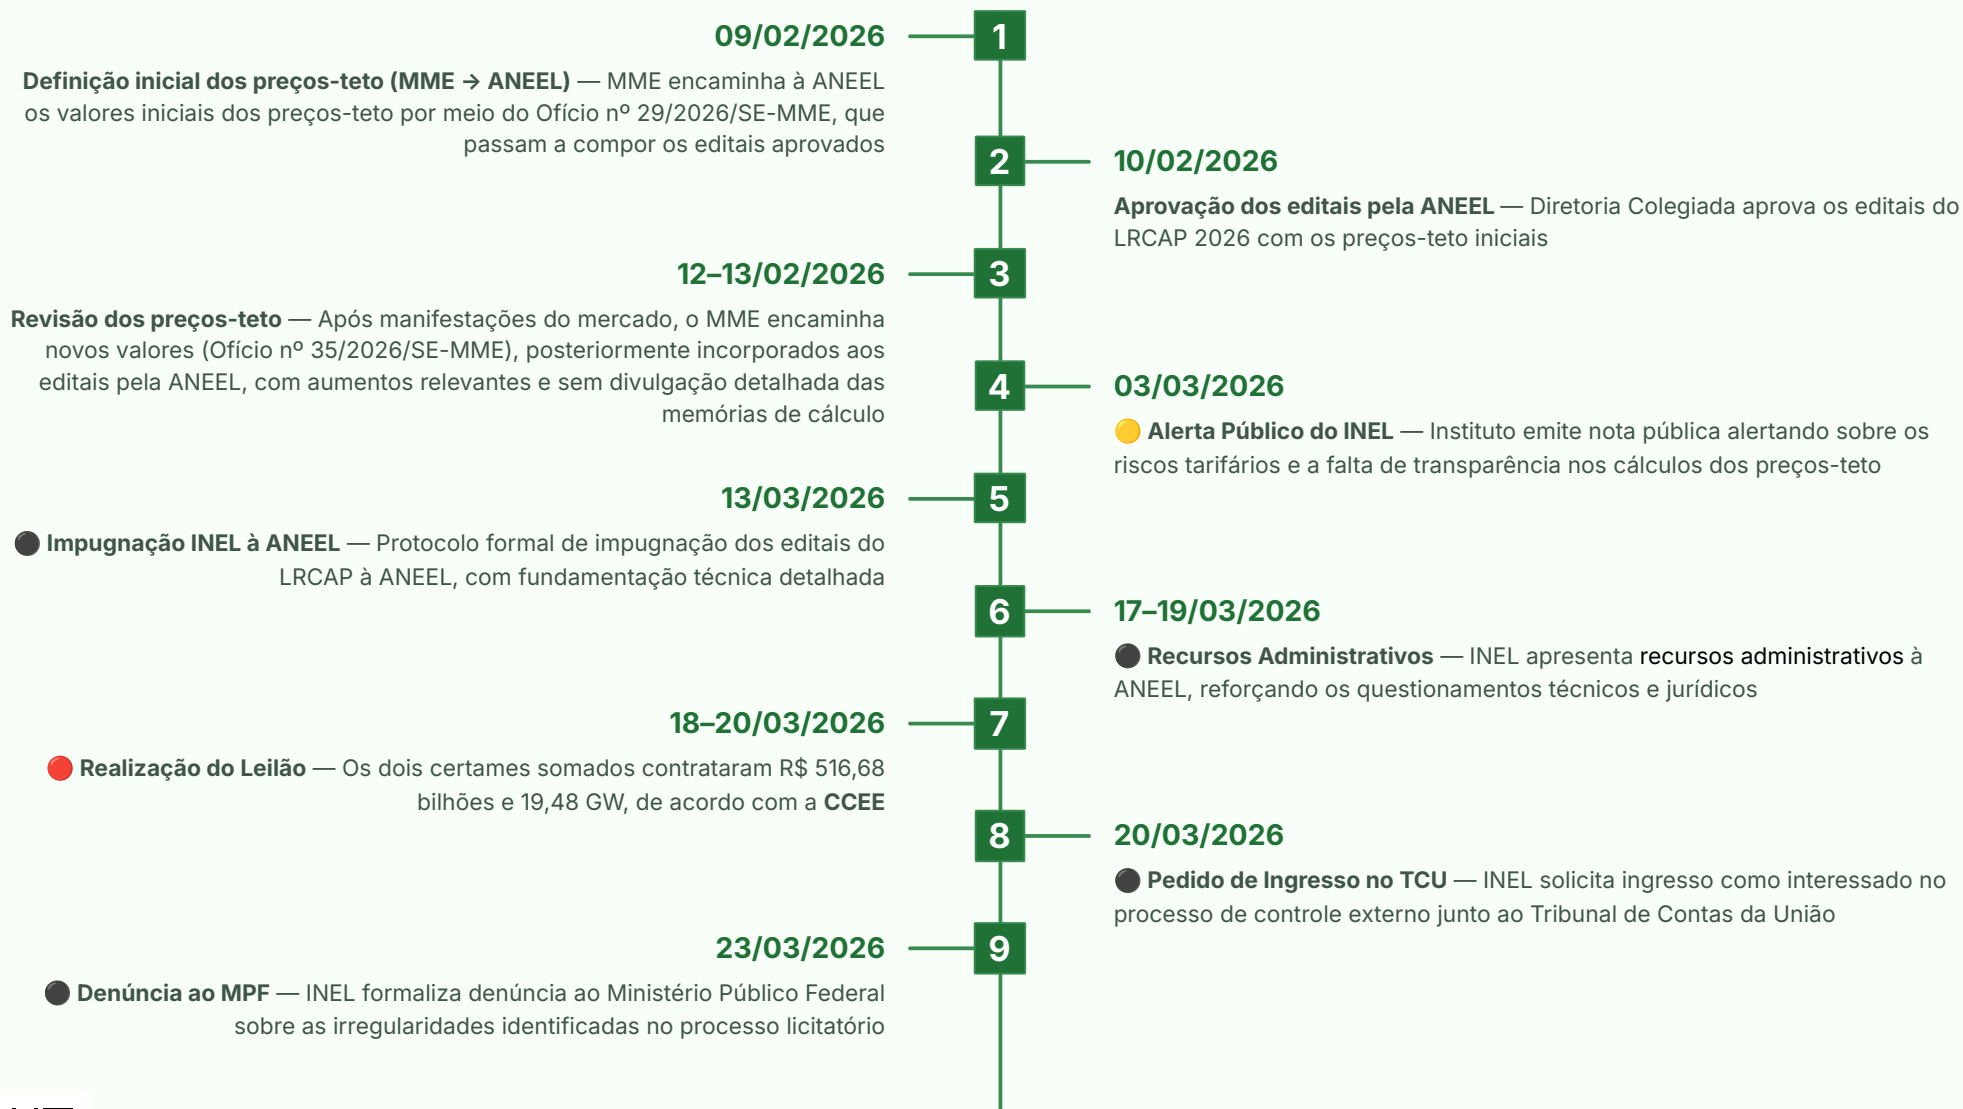 09/02/2026
1
Definição inicial dos preços-teto (MME → ANEEL) — MME encaminha à ANEEL
os valores iniciais dos preços-teto por meio do Ofício nº 29/2026/SE-MME, que
passam a compor os editais aprovados
2
10/02/2026
Aprovação dos editais pela ANEEL — Diretoria Colegiada aprova os editais do
LRCAP 2026 com os preços-teto iniciais
12–13/02/2026
3
Revisão dos preços-teto — Após manifestações do mercado, o MME encaminha
novos valores (Ofício nº 35/2026/SE-MME), posteriormente incorporados aos
editais pela ANEEL, com aumentos relevantes e sem divulgação detalhada das
memórias de cálculo
4
03/03/2026
🟡 Alerta Público do INEL — Instituto emite nota pública alertando sobre os
riscos tarifários e a falta de transparência nos cálculos dos preços-teto
13/03/2026
5
⚫ Impugnação INEL à ANEEL — Protocolo formal de impugnação dos editais do
LRCAP à ANEEL, com fundamentação técnica detalhada
6
17–19/03/2026
⚫ Recursos Administrativos — INEL apresenta recursos administrativos à
ANEEL, reforçando os questionamentos técnicos e jurídicos
18–20/03/2026
7
🔴 Realização do Leilão — Os dois certames somados contrataram R$ 516,68
bilhões e 19,48 GW, de acordo com a CCEE
8
20/03/2026
⚫ Pedido de Ingresso no TCU — INEL solicita ingresso como interessado no
processo de controle externo junto ao Tribunal de Contas da União
23/03/2026
9
⚫ Denúncia ao MPF — INEL formaliza denúncia ao Ministério Público Federal
sobre as irregularidades identificadas no processo licitatório